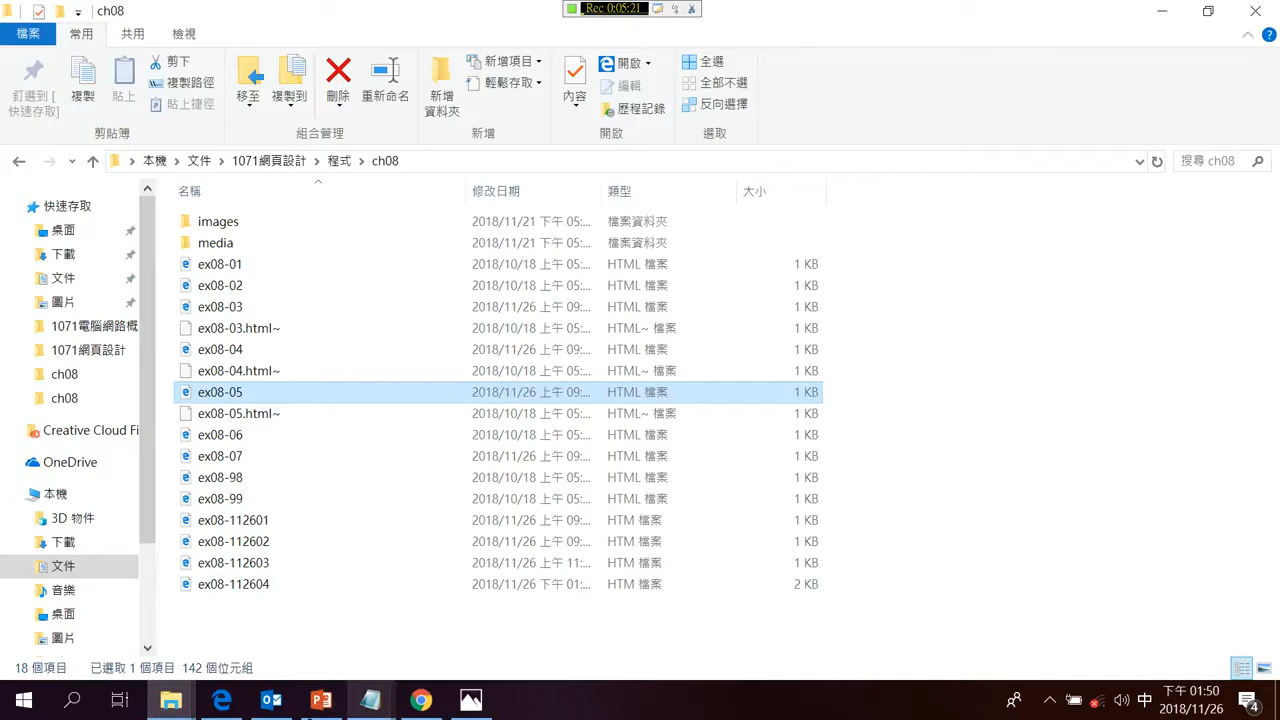 ch08
Rec 0:05:21
檔案
常用
共用
檢視
釘選到 [
快速存取]
複製
貼上
剪下
複製路徑
貼上捷徑
剪貼簿
移至
複製到
刪除
重新命名
組合管理
新增
資料夾
新增項目
輕鬆存取
新增
內容
開啟
編輯
歷程記錄
開啟
全選
全部不選
反向選擇
選取
本機 > 文件 > 1071網頁設計 > 程式 > ch08
搜尋 ch08
快速存取
桌面
下載
文件
圖片
1071電腦網路概
1071網頁設計
ch08
ch08
Creative Cloud Fi
OneDrive
本機
3D 物件
下載
文件
音樂
桌面
圖片
名稱 修改日期 類型 大小
images 2018/11/21 下午 05:... 檔案資料夾
media 2018/11/21 下午 05:... 檔案資料夾
ex08-01 2018/10/18 上午 05:... HTML 檔案 1 KB
ex08-02 2018/10/18 上午 05:... HTML 檔案 1 KB
ex08-03 2018/11/26 上午 09:... HTML 檔案 1 KB
ex08-03.html~ 2018/10/18 上午 05:... HTML~ 檔案 1 KB
ex08-04 2018/11/26 上午 09:... HTML 檔案 1 KB
ex08-04.html~ 2018/10/18 上午 05:... HTML~ 檔案 1 KB
ex08-05 2018/11/26 上午 09:... HTML 檔案 1 KB
ex08-05.html~ 2018/10/18 上午 05:... HTML~ 檔案 1 KB
ex08-06 2018/10/18 上午 05:... HTML 檔案 1 KB
ex08-07 2018/11/26 上午 09:... HTML 檔案 1 KB
ex08-98 2018/10/18 上午 05:... HTML 檔案 1 KB
ex08-99 2018/10/18 上午 05:... HTML 檔案 1 KB
ex08-112601 2018/11/26 上午 09:... HTM 檔案 1 KB
ex08-112602 2018/11/26 上午 09:... HTM 檔案 1 KB
ex08-112603 2018/11/26 上午 11:... HTM 檔案 1 KB
ex08-112604 2018/11/26 下午 01:... HTM 檔案 2 KB
18 個項目 已選取 1 個項目 142 個位元組
中
下午 01:50
2018/11/26
4